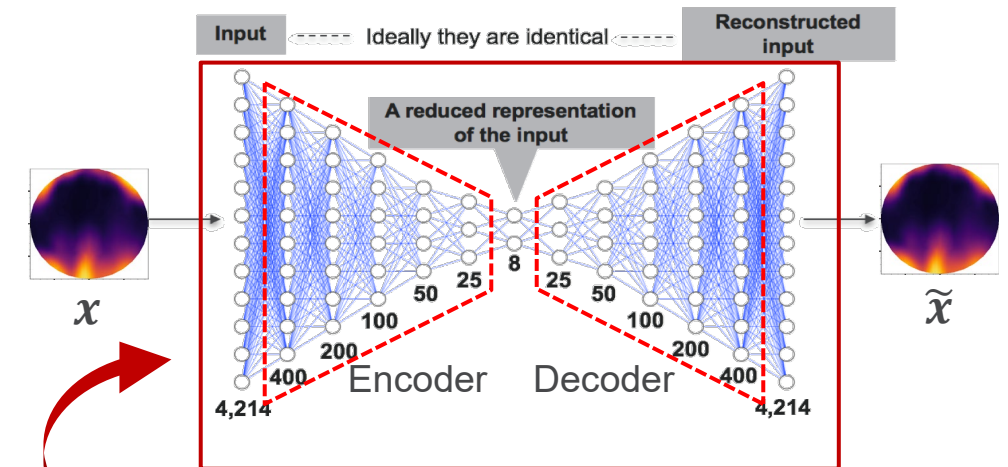 Input
Ideally they are identical
Reconstructed
input
A reduced representation
of the input
x
x̃
8
25
25
50
50
100
100
200
200
400
400
Encoder
Decoder
4,214
4,214